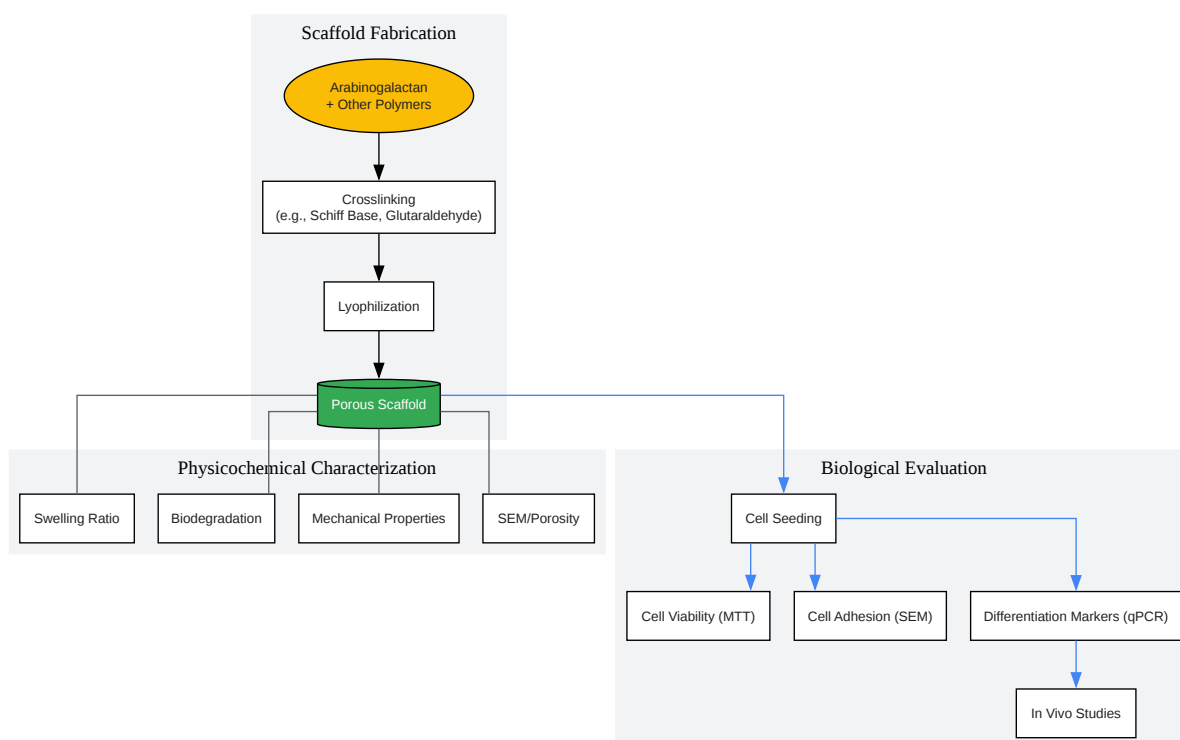 Scaffold Fabrication
Arabinogalactan
+ Other Polymers
Crosslinking
(e.g., Schiff Base, Glutaraldehyde)
Lyophilization
Porous Scaffold
Physicochemical Characterization
Swelling Ratio
Biodegradation
Mechanical Properties
SEM/Porosity
Biological Evaluation
Cell Seeding
Cell Viability (MTT)
Cell Adhesion (SEM)
Differentiation Markers (qPCR)
In Vivo Studies